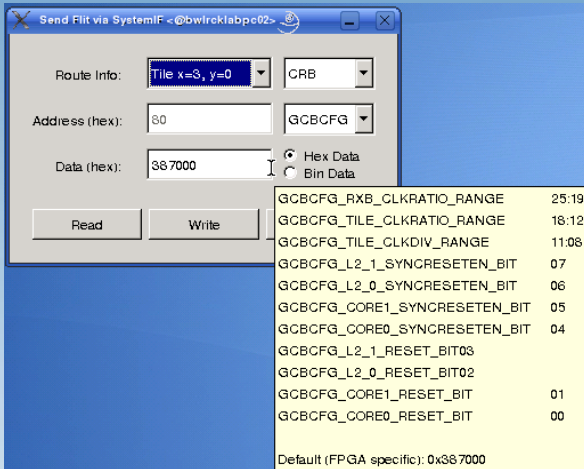 Send Flit via SystemIF <@bwlrcklabpc02>
Route Info: Tile x=3, y=0 CRB
Address (hex): 80 GCBCFG
Data (hex): 387000 Hex Data
Bin Data
Read Write
GCBCFG_RXB_CLKRATIO_RANGE 25:19
GCBCFG_TILE_CLKRATIO_RANGE 18:12
GCBCFG_TILE_CLKDIV_RANGE 11:08
GCBCFG_L2_1_SYNCRESETEN_BIT 07
GCBCFG_L2_0_SYNCRESETEN_BIT 06
GCBCFG_CORE1_SYNCRESETEN_BIT 05
GCBCFG_CORE0_SYNCRESETEN_BIT 04
GCBCFG_L2_1_RESET_BIT03
GCBCFG_L2_0_RESET_BIT02
GCBCFG_CORE1_RESET_BIT 01
GCBCFG_CORE0_RESET_BIT 00
Default (FPGA specific): 0x387000